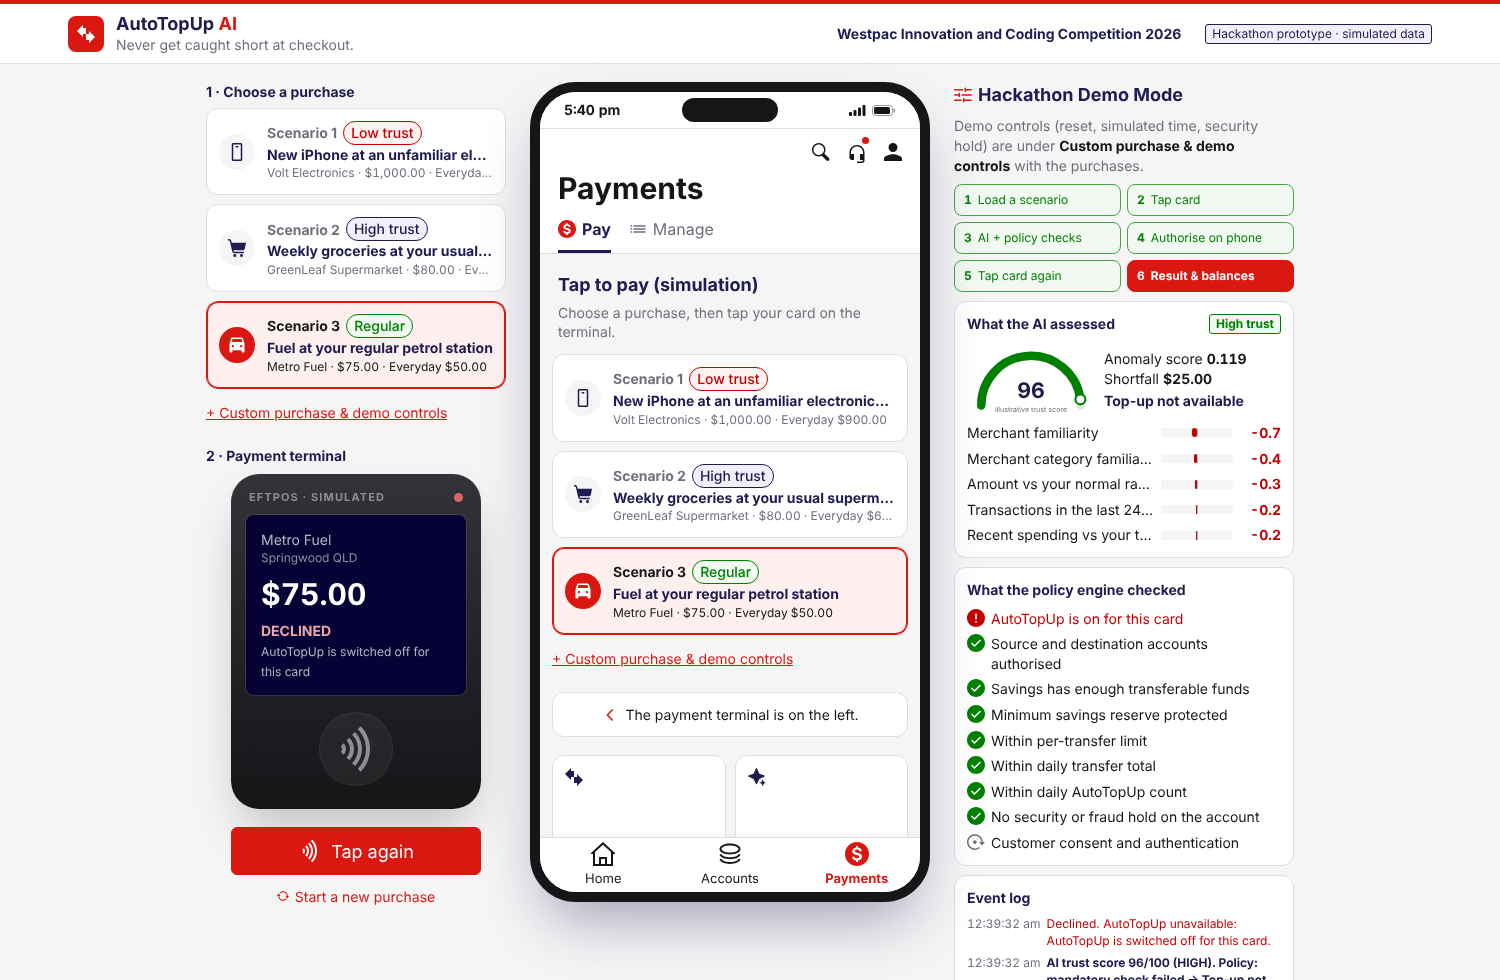 AutoTopUp AI
Never get caught short at checkout.
Westpac Innovation and Coding Competition 2026
Hackathon prototype · simulated data
1 · Choose a purchase
Scenario 1 Low trust
New iPhone at an unfamiliar el...
Volt Electronics · $1,000.00 · Everyda...
Scenario 2 High trust
Weekly groceries at your usual...
GreenLeaf Supermarket · $80.00 · Ev...
Scenario 3 Regular
Fuel at your regular petrol station
Metro Fuel · $75.00 · Everyday $50.00
+ Custom purchase & demo controls
2 · Payment terminal
EFTPOS · SIMULATED
Metro Fuel
Springwood QLD
$75.00
DECLINED
AutoTopUp is switched off for
this card
Tap again
Start a new purchase
5:40 pm
Payments
$ Pay
Manage
Tap to pay (simulation)
Choose a purchase, then tap your card on the
terminal.
Scenario 1 Low trust
New iPhone at an unfamiliar electronic...
Volt Electronics · $1,000.00 · Everyday $900.00
Scenario 2 High trust
Weekly groceries at your usual superm...
GreenLeaf Supermarket · $80.00 · Everyday $6...
Scenario 3 Regular
Fuel at your regular petrol station
Metro Fuel · $75.00 · Everyday $50.00
+ Custom purchase & demo controls
The payment terminal is on the left.
Home
Accounts
$
Payments
Hackathon Demo Mode
Demo controls (reset, simulated time, security
hold) are under Custom purchase & demo
controls with the purchases.
1 Load a scenario
2 Tap card
3 AI + policy checks
4 Authorise on phone
5 Tap card again
6 Result & balances
What the AI assessed
High trust
96
illustrative trust score
Anomaly score 0.119
Shortfall $25.00
Top-up not available
Merchant familiarity -0.7
Merchant category familia... -0.4
Amount vs your normal ra... -0.3
Transactions in the last 24... -0.2
Recent spending vs your t... -0.2
What the policy engine checked
AutoTopUp is on for this card
Source and destination accounts
authorised
Savings has enough transferable funds
Minimum savings reserve protected
Within per-transfer limit
Within daily transfer total
Within daily AutoTopUp count
No security or fraud hold on the account
Customer consent and authentication
Event log
12:39:32 am Declined. AutoTopUp unavailable:
AutoTopUp is switched off for this card.
12:39:32 am AI trust score 96/100 (HIGH). Policy:
mandatory check failed → Top-up not